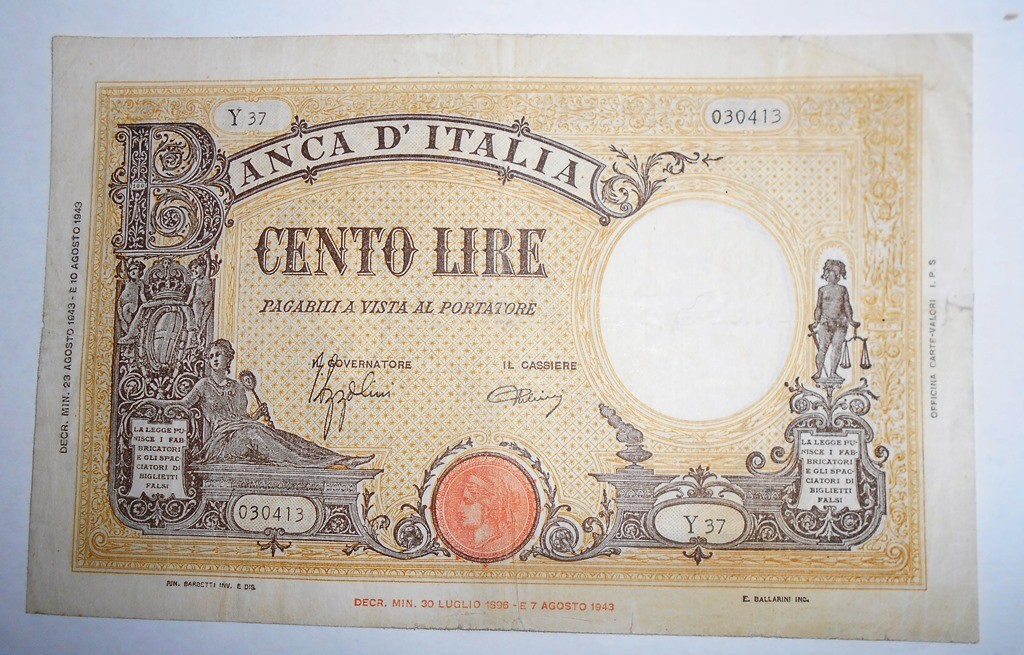 Y 37
030413
BANCA D'ITALIA
CENTO LIRE
PAGABILI A VISTA AL PORTATORE
IL GOVERNATORE
IL CASSIERE
LA LEGGE PU-
NISCE I FAB-
BRICATORI
E GLI SPAC-
CIATORI DI
BIGLIETTI
FALSI
LA LEGGE PU-
NISCE I FAB-
BRICATORI
E GLI SPAC-
CIATORI DI
BIGLIETTI
FALSI
030413
Y 37
RIN. BARBETTI INV. E DIS.
E. BALLARINI INC.
DECR. MIN. 30 LUGLIO 1896 - E 7 AGOSTO 1943
DECR. MIN. 23 AGOSTO 1943 - E 10 AGOSTO 1943
OFFICINA CARTE-VALORI I. P. S.